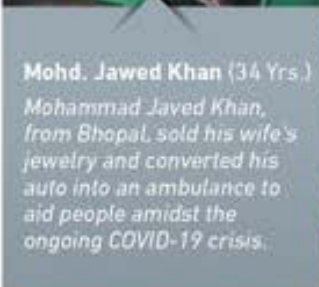 Mohd. Jawed Khan (34 Yrs.)
Mohammad Javed Khan,
from Bhopal, sold his wife's
jewelry and converted his
auto into an ambulance to
aid people amidst the
ongoing COVID-19 crisis.